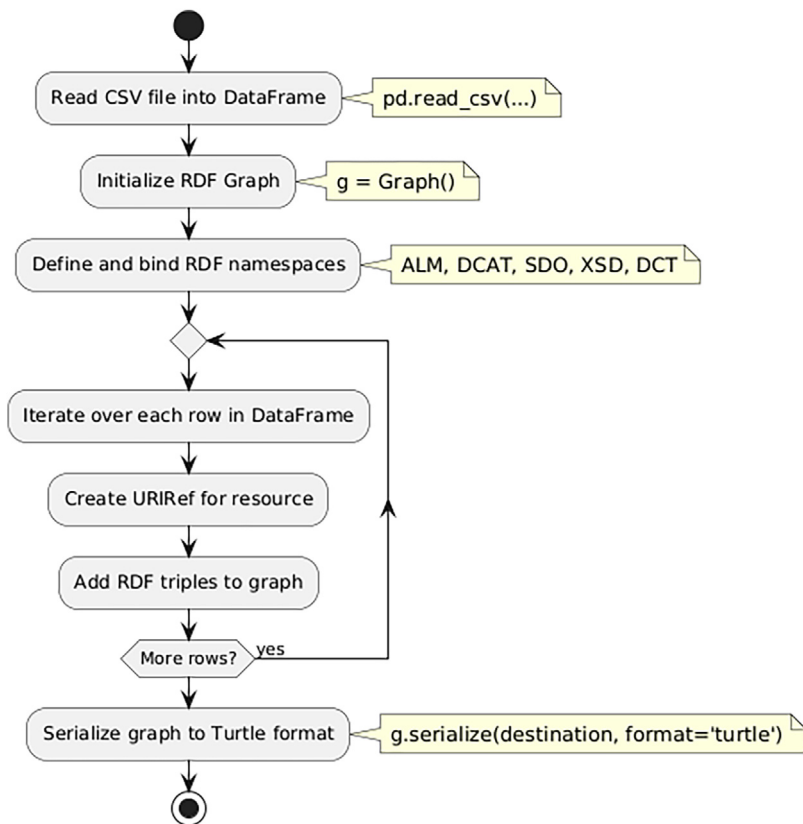 Read CSV file into DataFrame
pd.read_csv(...)
Initialize RDF Graph
g = Graph()
Define and bind RDF namespaces
ALM, DCAT, SDO, XSD, DCT
Iterate over each row in DataFrame
Create URIRef for resource
Add RDF triples to graph
More rows?
yes
Serialize graph to Turtle format
g.serialize(destination, format='turtle')